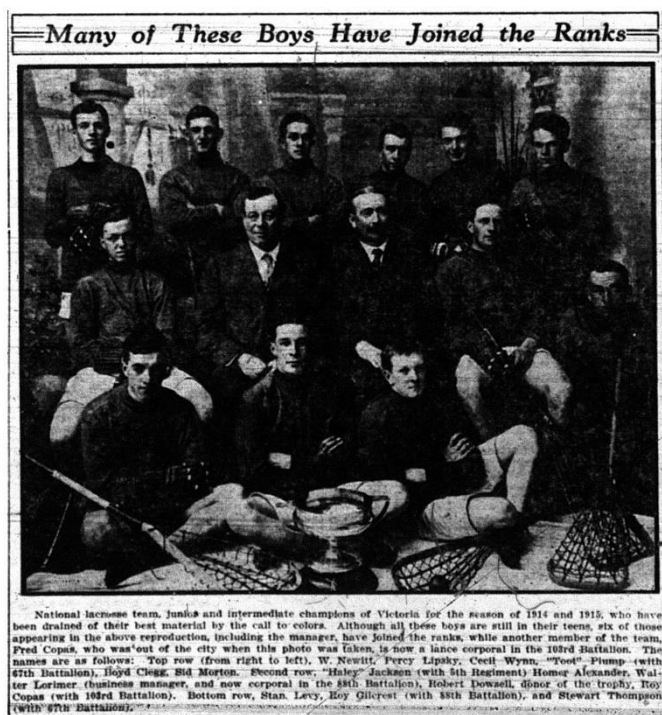 Many of These Boys Have Joined the Ranks
National lacrosse team, junior and intermediate champions of Victoria for the season of 1914 and 1915, who have
been drained of their best material by the call to colors. Although all these boys are still in their teens, six of those
appearing in the above reproduction, including the manager, have joined the ranks, while another member of the team,
Fred Copas, who was out of the city when this photo was taken, is now a lance corporal in the 103rd Battalion. The
names are as follows: Top row (from right to left), W. Newitt, Percy Lipsky, Cecil Wynn, "Toot" Plump (with
67th Battalion), Boyd Clegg, Sid Morton. Second row, "Haley" Jackson (with 5th Regiment) Homer Alexander, Wal-
ter Lorimer (business manager, and now corporal in the 88th Battalion), Robert Dowsell, donor of the trophy, Roy
Copas (with 103rd Battalion). Bottom row, Stan. Levy, Roy Gilcrest (with 88th Battalion), and Stewart Thompson
(with 67th Battalion).